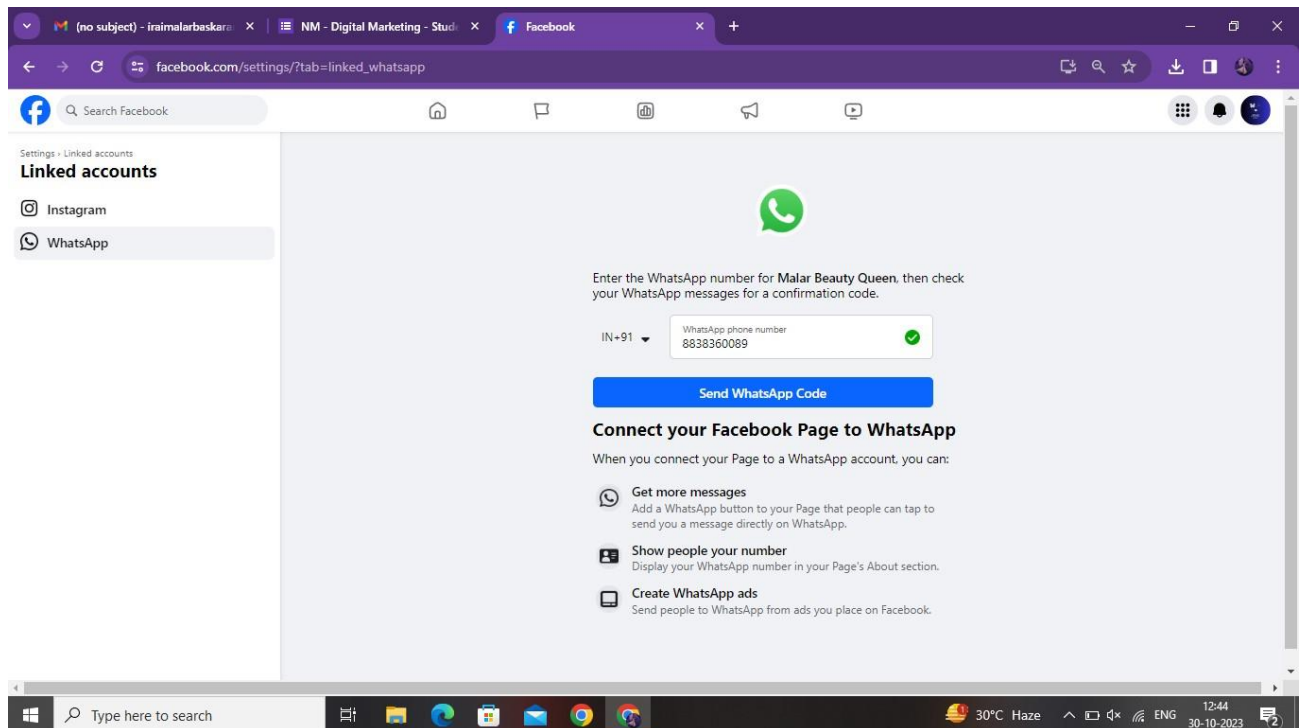 (no subject) - iraimalarbaskara
NM - Digital Marketing - Stud
Facebook
facebook.com/settings/?tab=linked_whatsapp
Search Facebook
Settings › Linked accounts
Linked accounts
Instagram
WhatsApp
Enter the WhatsApp number for Malar Beauty Queen, then check
your WhatsApp messages for a confirmation code.
IN+91
WhatsApp phone number
8838360089
Send WhatsApp Code
Connect your Facebook Page to WhatsApp
When you connect your Page to a WhatsApp account, you can:
Get more messages
Add a WhatsApp button to your Page that people can tap to
send you a message directly on WhatsApp.
Show people your number
Display your WhatsApp number in your Page's About section.
Create WhatsApp ads
Send people to WhatsApp from ads you place on Facebook.
Type here to search
30°C Haze
ENG
12:44
30-10-2023
2